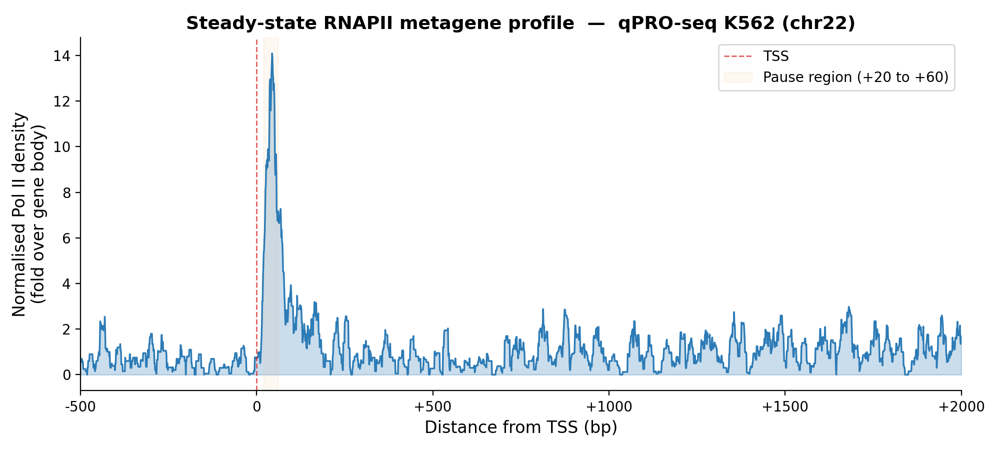 Steady-state RNAPII metagene profile — qPRO-seq K562 (chr22)
TSS
Pause region (+20 to +60)
Normalised Pol II density
(fold over gene body)
14
12
10
8
6
4
2
0
-500
0
+500
+1000
+1500
+2000
Distance from TSS (bp)